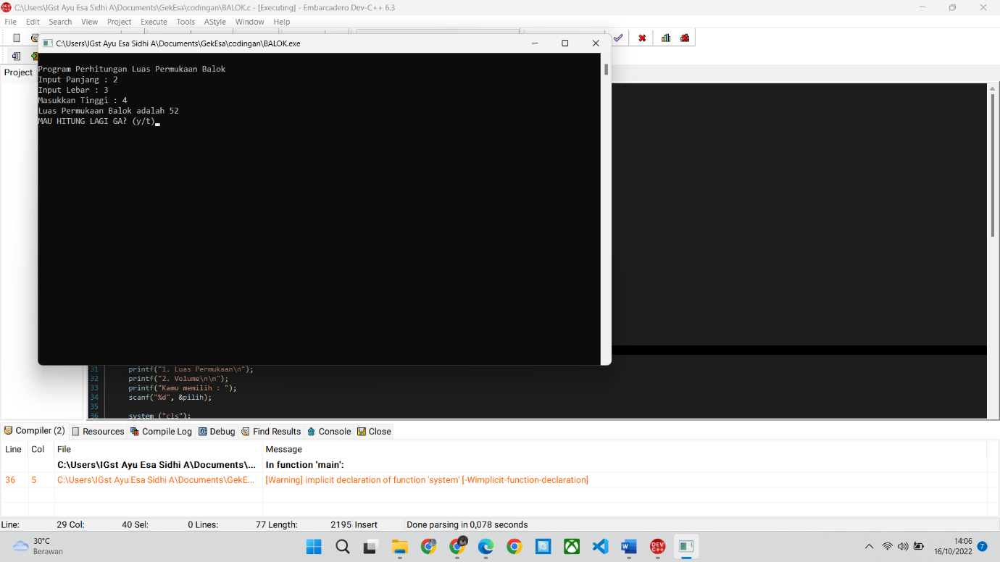 C:\Users\IGst Ayu Esa Sidhi A\Documents\GekEsa\codingan\BALOK.c - [Executing] - Embarcadero Dev-C++ 6.3
File Edit Search View Project Execute Tools AStyle Window Help
C:\Users\IGst Ayu Esa Sidhi A\Documents\GekEsa\codingan\BALOK.exe
Project
Program Perhitungan Luas Permukaan Balok
Input Panjang : 2
Input Lebar : 3
Masukkan Tinggi : 4
Luas Permukaan Balok adalah 52
MAU HITUNG LAGI GA? (y/t)
31 printf("1. Luas Permukaan\n");
32 printf("2. Volume\n\n");
33 printf("Kamu memilih : ");
34 scanf("%d", &pilih);
35
36 system ("cls");
Compiler (2) Resources Compile Log Debug Find Results Console Close
Line Col File Message
C:\Users\IGst Ayu Esa Sidhi A\Documents\... In function 'main':
36 5 C:\Users\IGst Ayu Esa Sidhi A\Documents\GekE... [Warning] implicit declaration of function 'system' [-Wimplicit-function-declaration]
Line: 29 Col: 40 Sel: 0 Lines: 77 Length: 2195 Insert Done parsing in 0,078 seconds
30°C
Berawan
14:06
16/10/2022
7